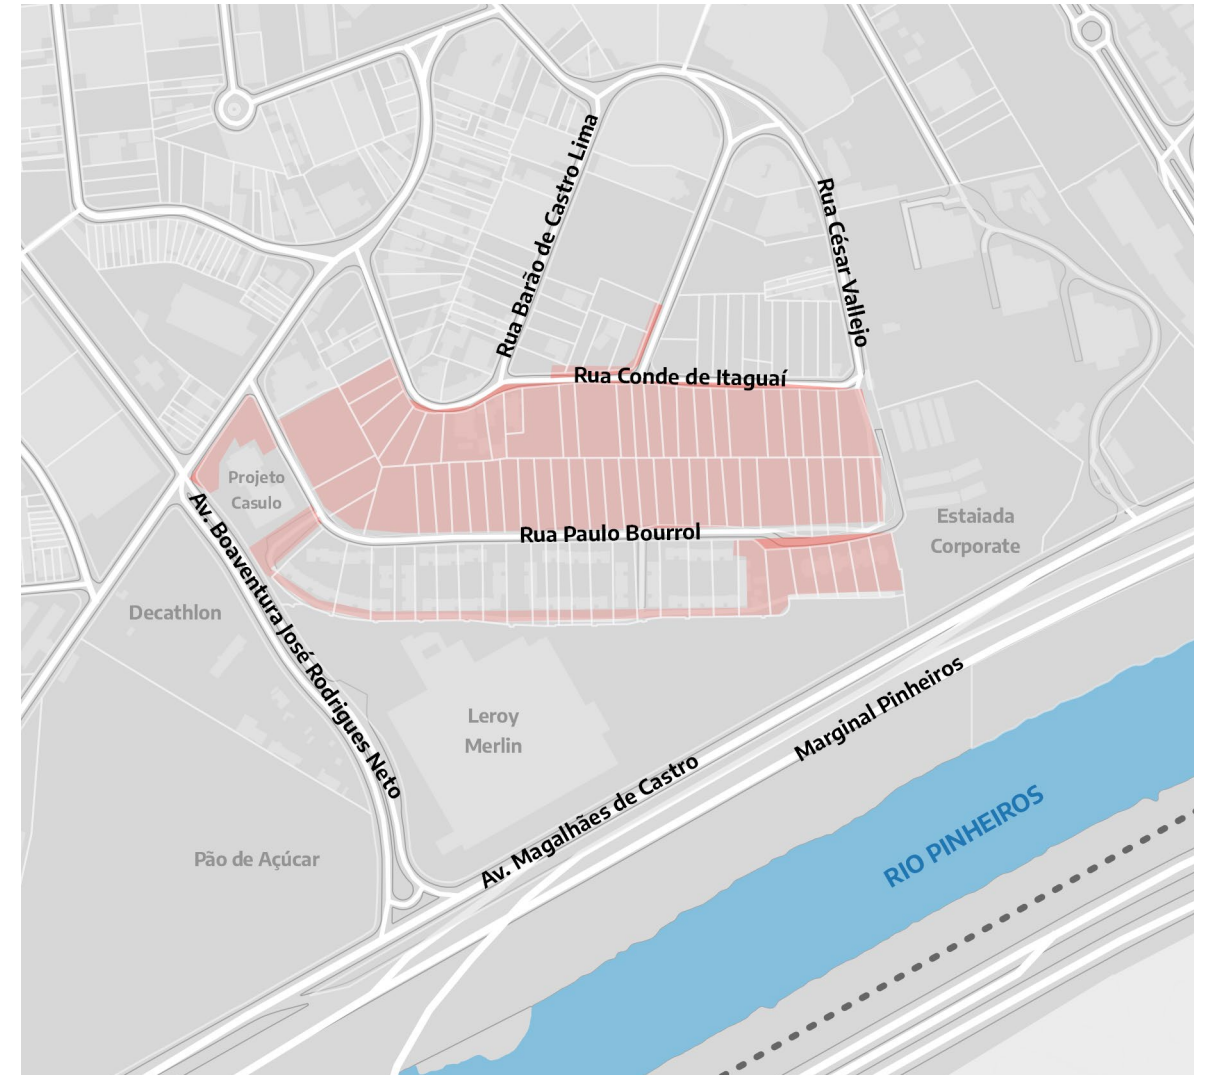 Rua Barão de Castro Lima
Rua César Vallejo
Rua Conde de Itaguaí
Projeto
Casulo
Av. Boaventura José Rodrigues Neto
Rua Paulo Bourrol
Estaiada
Corporate
Decathlon
Leroy
Merlin
Marginal Pinheiros
Av. Magalhães de Castro
RIO PINHEIROS
Pão de Açúcar